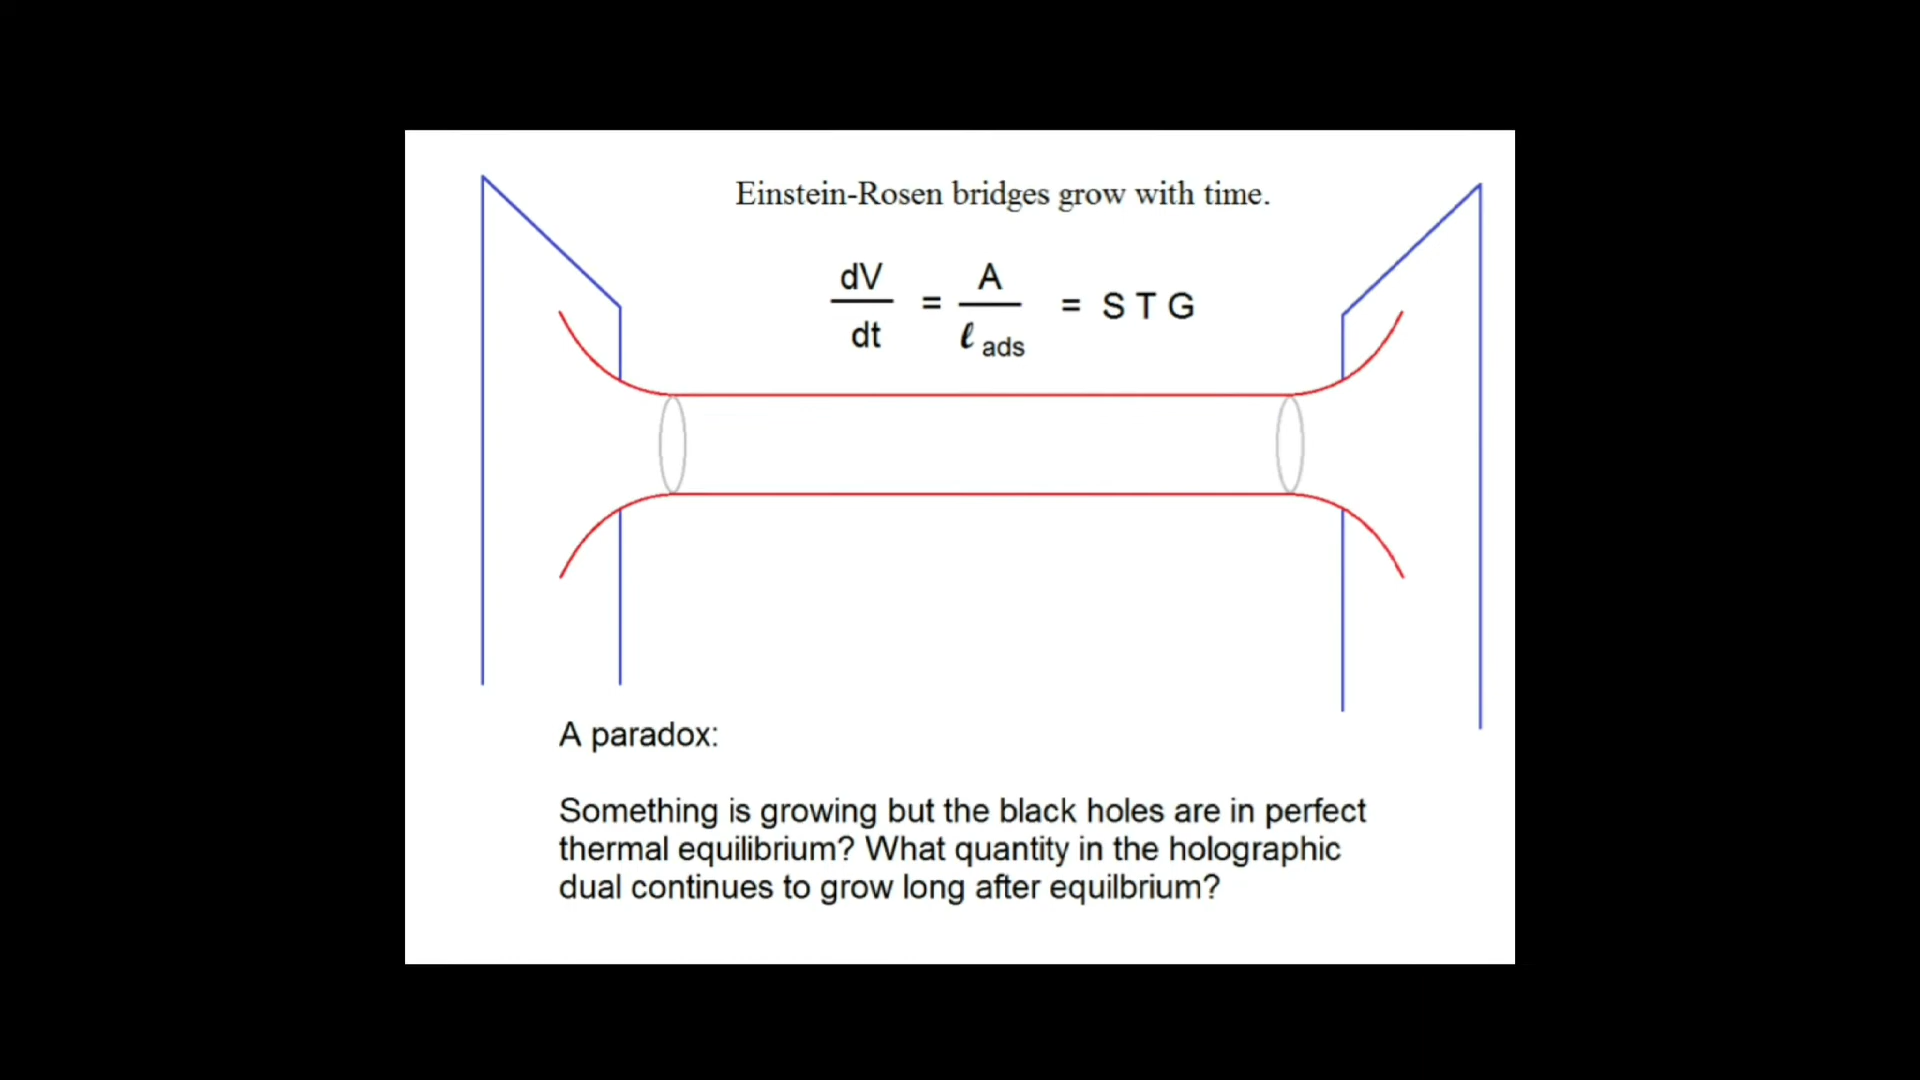 Einstein-Rosen bridges grow with time.
dV/dt = A/ℓ ads = S T G
A paradox:
Something is growing but the black holes are in perfect
thermal equilibrium? What quantity in the holographic
dual continues to grow long after equilbrium?